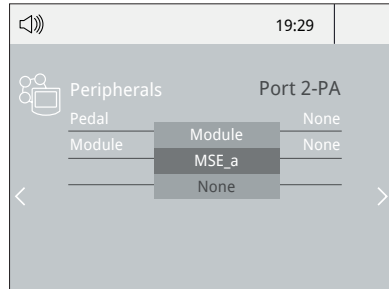 19:29
Peripherals Port 2-PA
Pedal None
Module None
Module
MSE_a
None